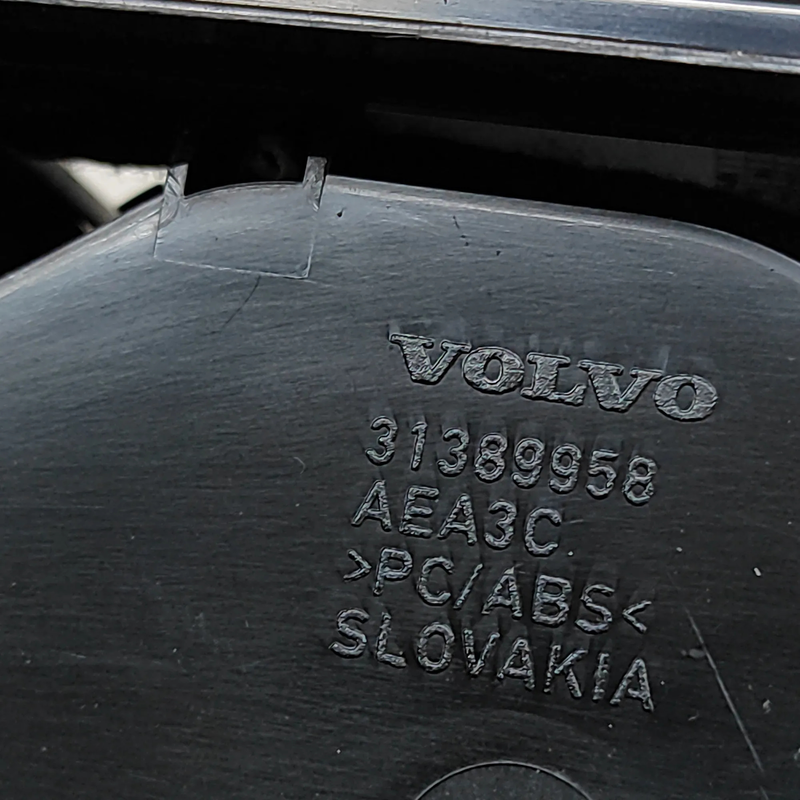 VOLVO
31389958
AEA3C
>PC/ABS<
SLOVAKIA